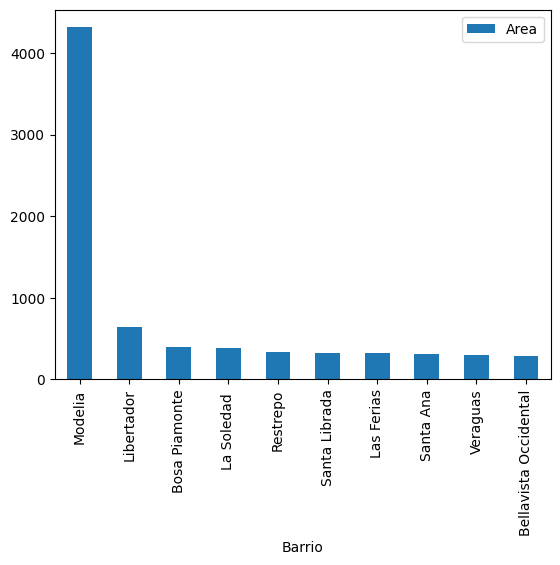 Area
4000
3000
2000
1000
0
Modelia
Libertador
Bosa Piamonte
La Soledad
Restrepo
Santa Librada
Las Ferias
Santa Ana
Veraguas
Bellavista Occidental
Barrio